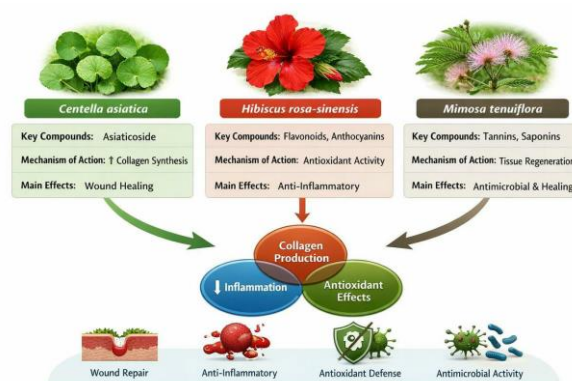 Centella asiatica
Key Compounds: Asiaticoside
Mechanism of Action: ↑ Collagen Synthesis
Main Effects: Wound Healing
Hibiscus rosa-sinensis
Key Compounds: Flavonoids, Anthocyanins
Mechanism of Action: Antioxidant Activity
Main Effects: Anti-Inflammatory
Mimosa tenuiflora
Key Compounds: Tannins, Saponins
Mechanism of Action: Tissue Regeneration
Main Effects: Antimicrobial & Healing
Collagen
Production
↓ Inflammation
Antioxidant
Effects
Wound Repair
Anti-Inflammatory
Antioxidant Defense
Antimicrobial Activity